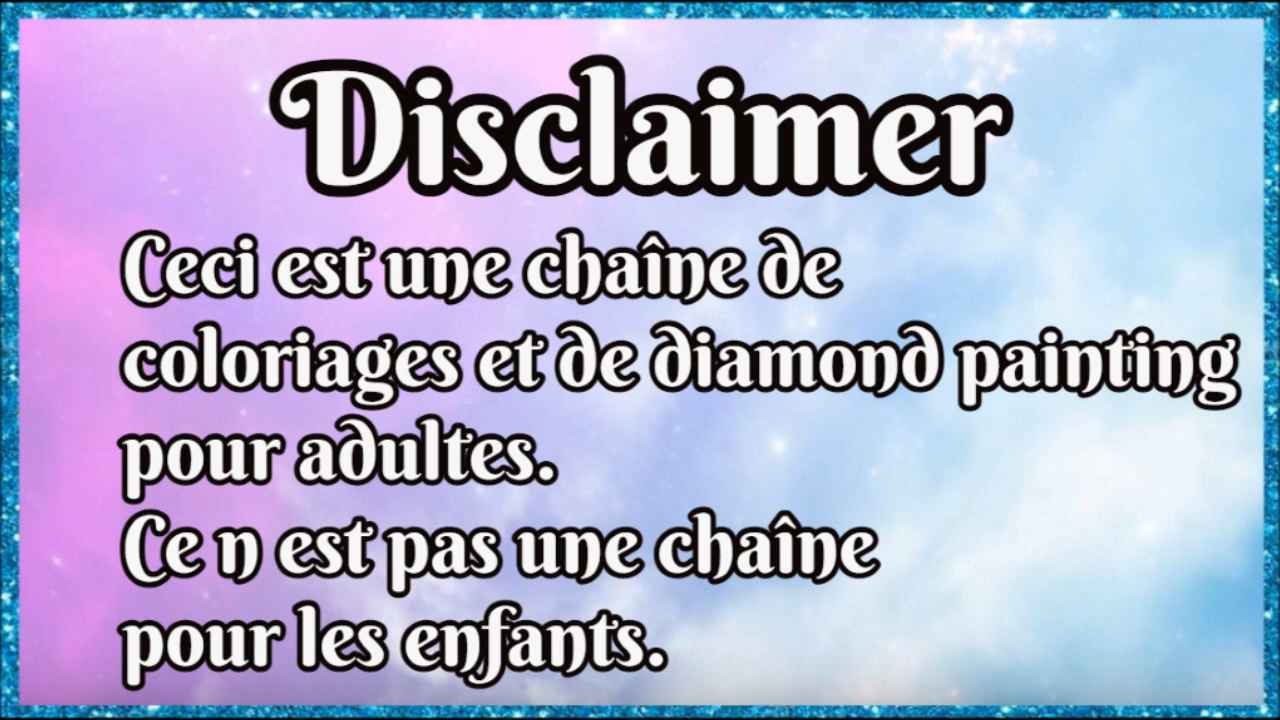 Disclaimer
Ceci est une chaîne de
coloriages et de diamond painting
pour adultes.
Ce n est pas une chaîne
pour les enfants.